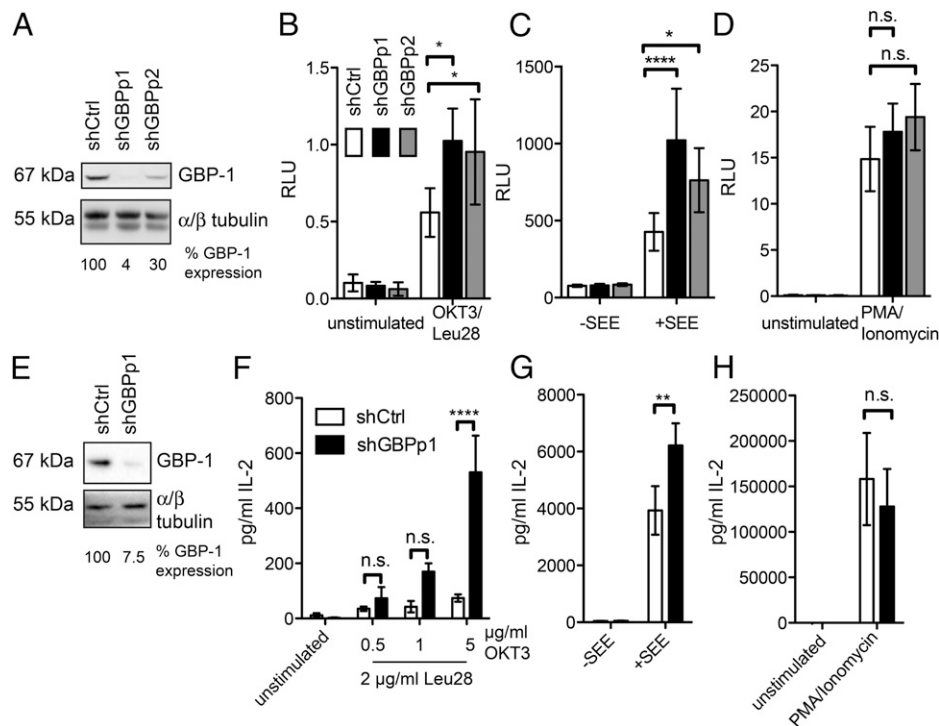 A
shCtrl
shGBPp1
shGBPp2
67 kDa
GBP-1
55 kDa
α/β tubulin
100 4 30 % GBP-1
expression
B
shCtrl
shGBPp1
shGBPp2
*
*
RLU
1.5
1.0
0.5
0.0
unstimulated
OKT3/
Leu28
C
*
****
RLU
1500
1000
500
0
-SEE
+SEE
D
n.s.
n.s.
RLU
25
20
15
10
5
0
unstimulated
PMA/
Ionomycin
E
shCtrl
shGBPp1
67 kDa
GBP-1
55 kDa
α/β
tubulin
100 7.5 % GBP-1
expression
F
shCtrl
shGBPp1
pg/ml IL-2
800
600
400
200
0
n.s.
n.s.
****
unstimulated
0.5 1 5 µg/ml
OKT3
2 µg/ml Leu28
G
**
pg/ml IL-2
8000
6000
4000
2000
0
-SEE
+SEE
H
n.s.
pg/ml IL-2
250000
200000
150000
100000
50000
0
unstimulated
PMA/Ionomycin